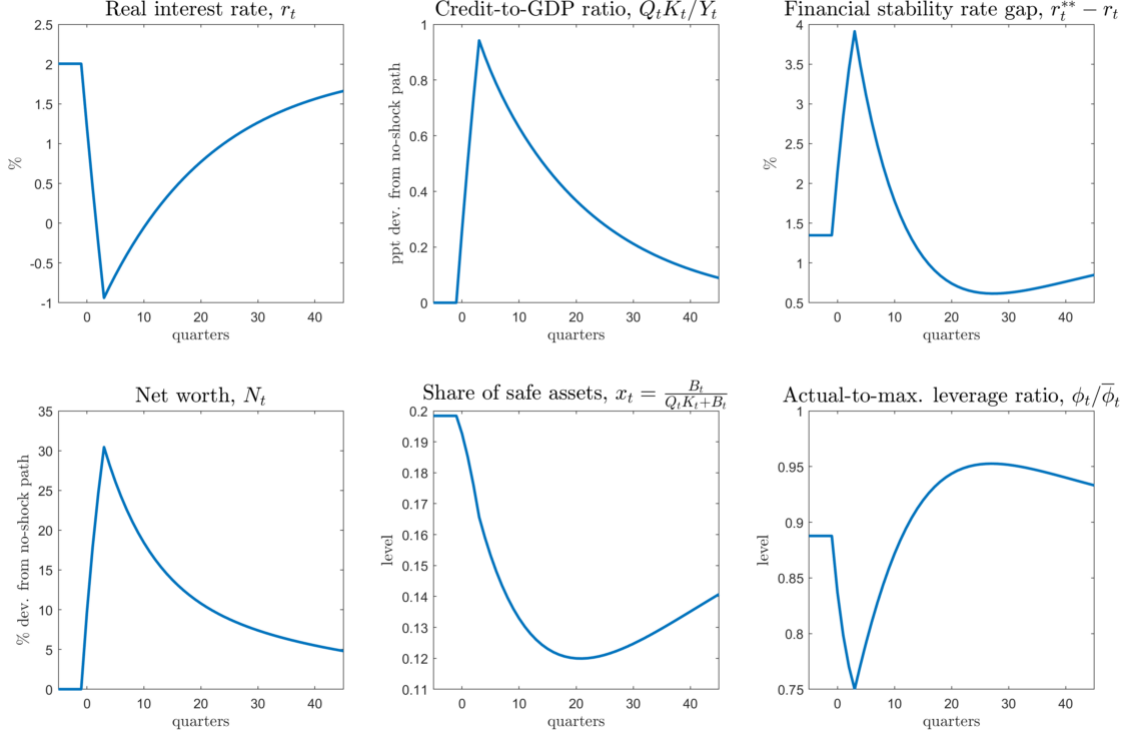 Real interest rate, r_t
2.5
2
1.5
1
0.5
0
-0.5
-1
%
0 10 20 30 40
quarters
Credit-to-GDP ratio, Q_tK_t/Y_t
1
0.8
0.6
0.4
0.2
0
ppt dev. from no-shock path
0 10 20 30 40
quarters
Financial stability rate gap, r_t^{**} − r_t
4
3.5
3
2.5
2
1.5
1
0.5
%
0 10 20 30 40
quarters
Net worth, N_t
35
30
25
20
15
10
5
0
% dev. from no-shock path
0 10 20 30 40
quarters
Share of safe assets, x_t = \frac{B_t}{Q_tK_t+B_t}
0.2
0.19
0.18
0.17
0.16
0.15
0.14
0.13
0.12
0.11
level
0 10 20 30 40
quarters
Actual-to-max. leverage ratio, ϕ_t/\overline{ϕ}_t
1
0.95
0.9
0.85
0.8
0.75
level
0 10 20 30 40
quarters